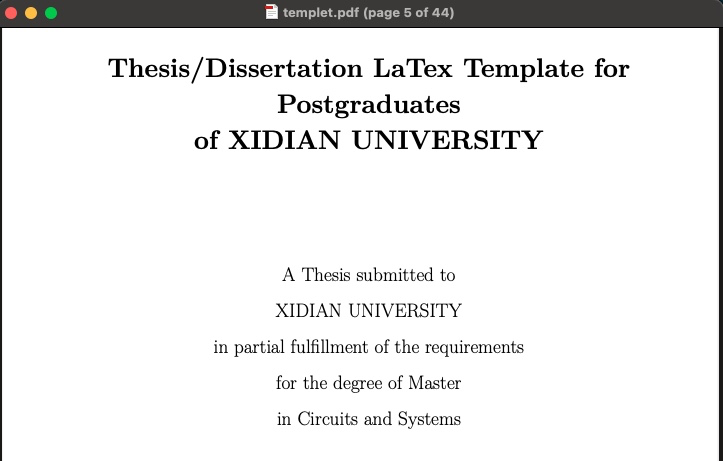 templet.pdf (page 5 of 44)
Thesis/Dissertation LaTex Template for
Postgraduates
of XIDIAN UNIVERSITY
A Thesis submitted to
XIDIAN UNIVERSITY
in partial fulfillment of the requirements
for the degree of Master
in Circuits and Systems